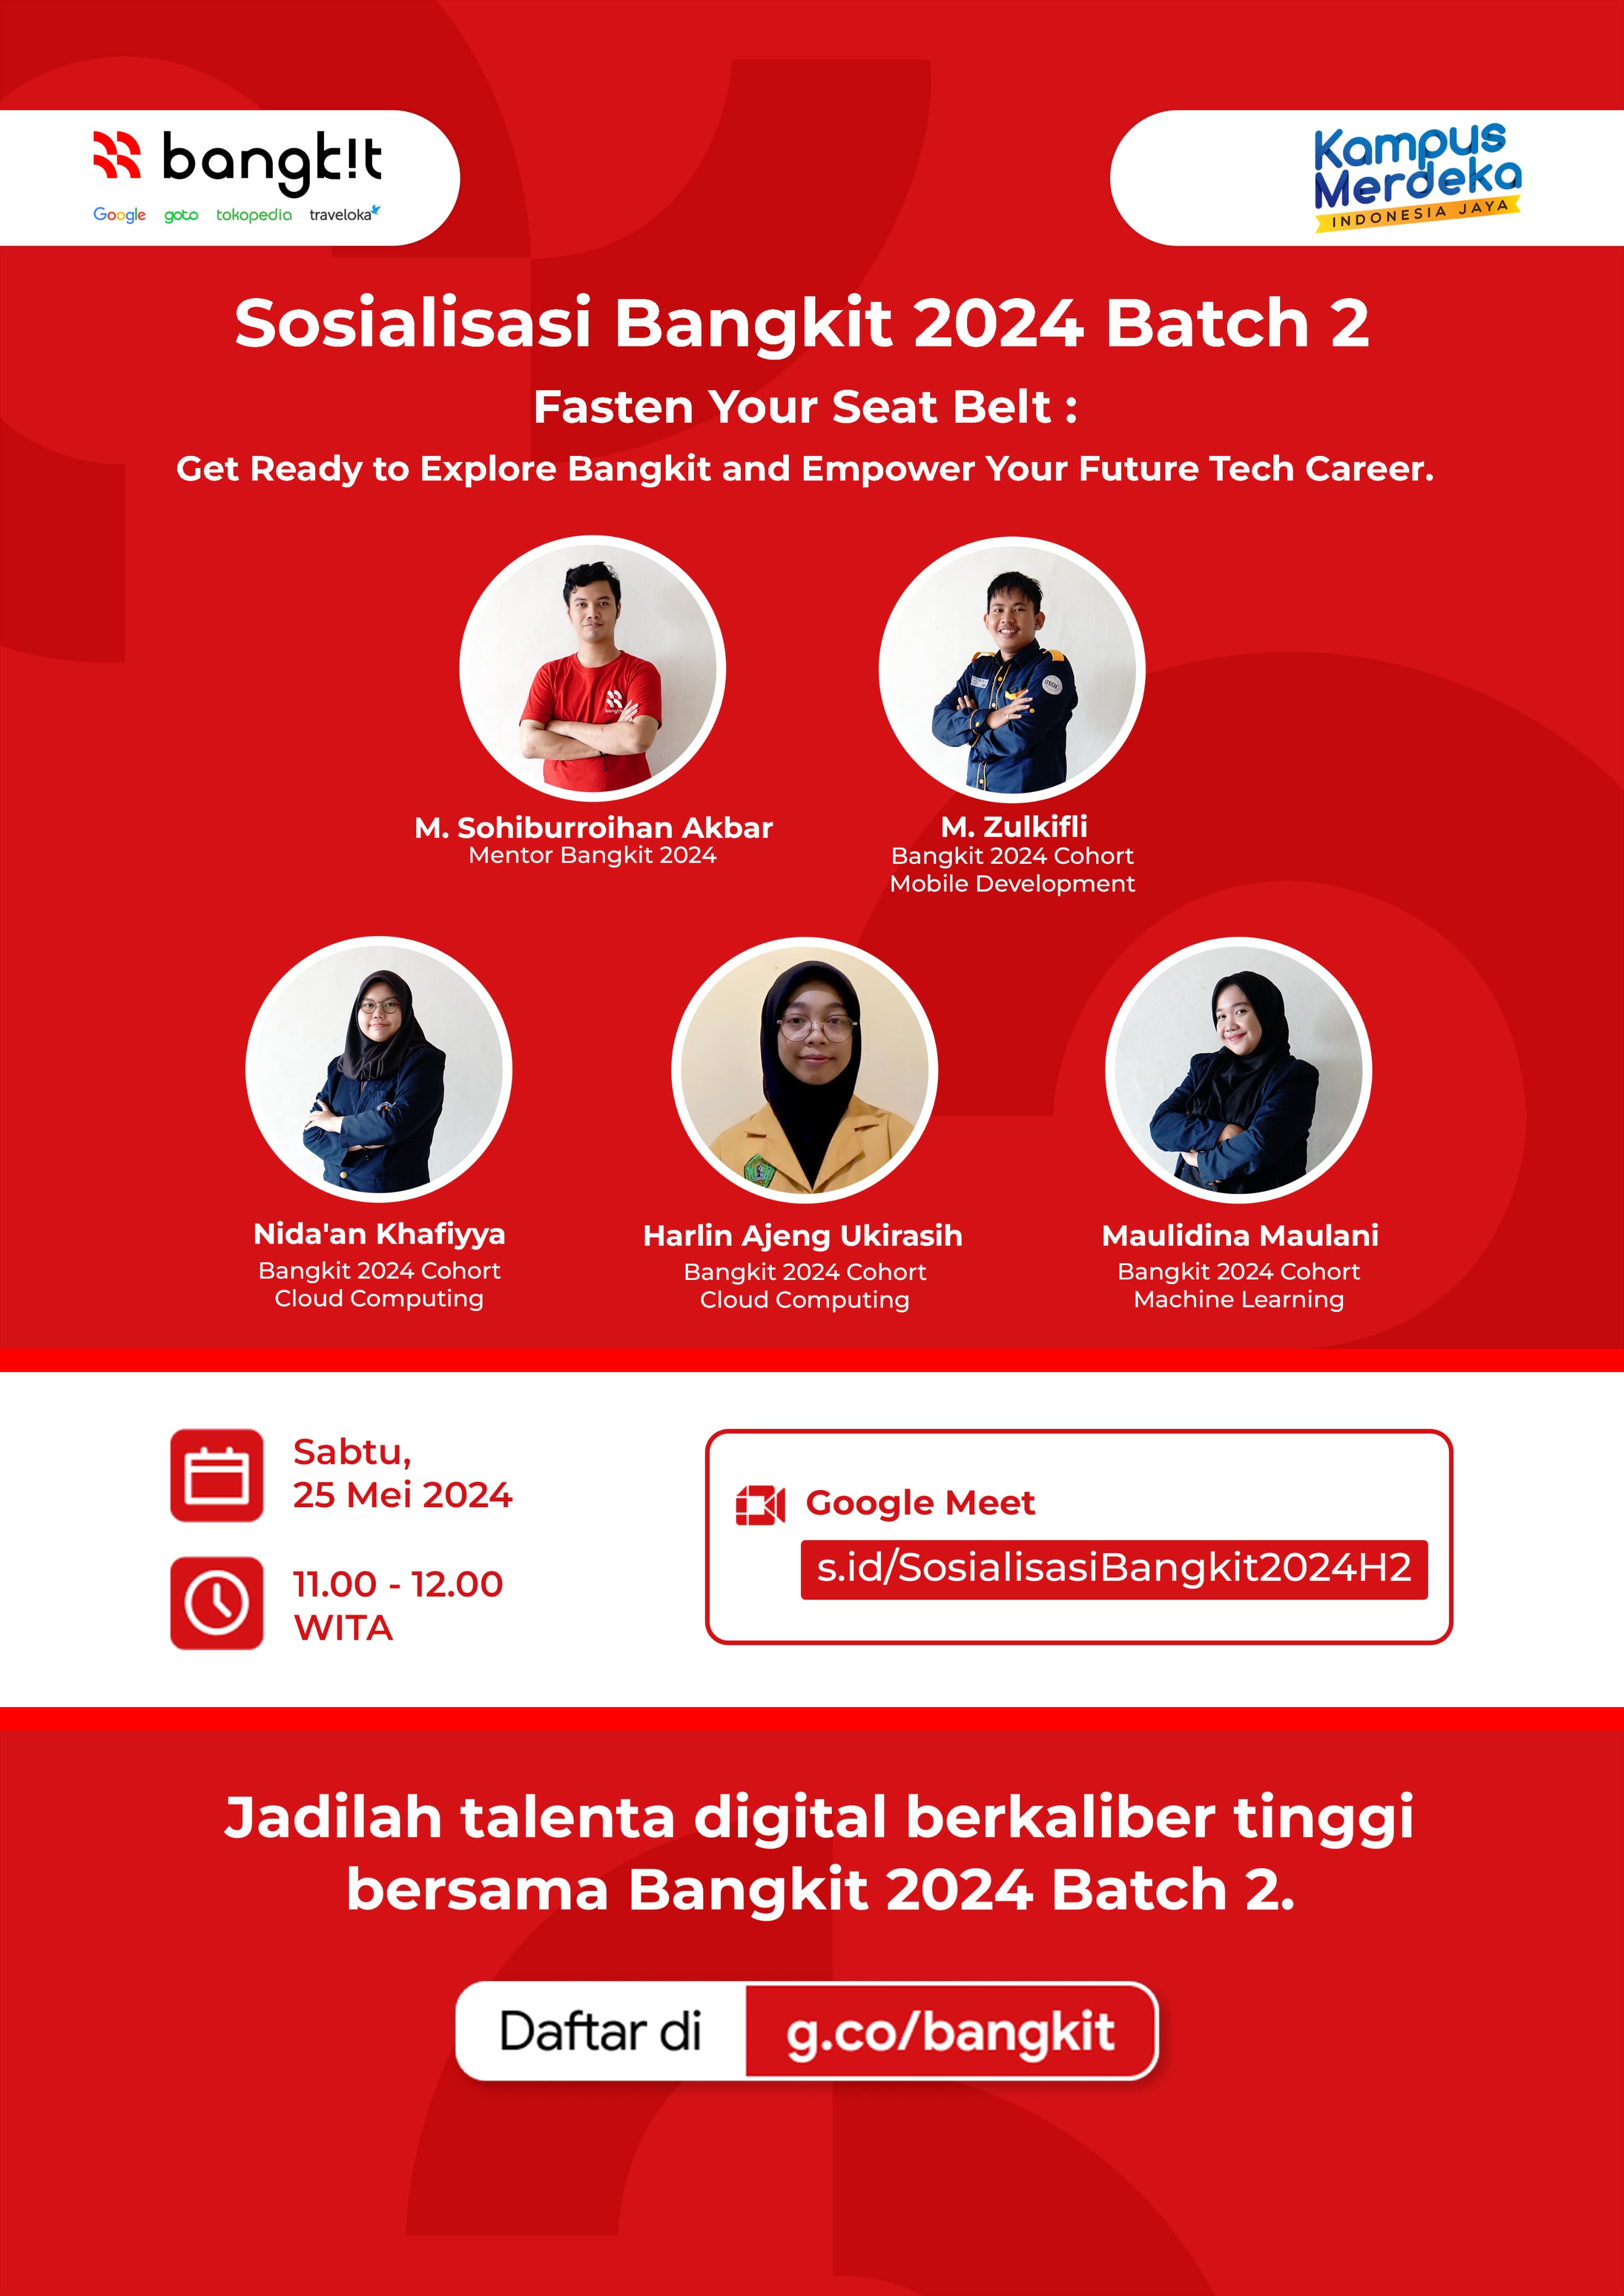 bangk!t
Google goto tokopedia traveloka
Kampus
Merdeka
INDONESIA JAYA
Sosialisasi Bangkit 2024 Batch 2
Fasten Your Seat Belt :
Get Ready to Explore Bangkit and Empower Your Future Tech Career.
M. Sohiburroihan Akbar
Mentor Bangkit 2024
M. Zulkifli
Bangkit 2024 Cohort
Mobile Development
Nida'an Khafiyya
Bangkit 2024 Cohort
Cloud Computing
Harlin Ajeng Ukirasih
Bangkit 2024 Cohort
Cloud Computing
Maulidina Maulani
Bangkit 2024 Cohort
Machine Learning
Sabtu,
25 Mei 2024
11.00 - 12.00
WITA
Google Meet
s.id/SosialisasiBangkit2024H2
Jadilah talenta digital berkaliber tinggi
bersama Bangkit 2024 Batch 2.
Daftar di g.co/bangkit